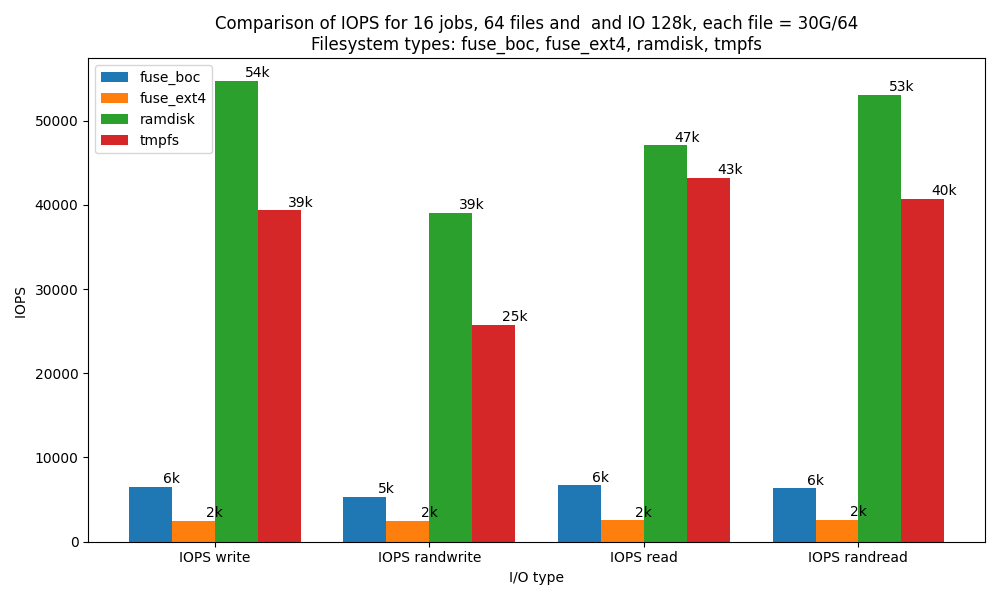 Comparison of IOPS for 16 jobs, 64 files and  and IO 128k, each file = 30G/64
Filesystem types: fuse_boc, fuse_ext4, ramdisk, tmpfs
fuse_boc
fuse_ext4
ramdisk
tmpfs
IOPS
50000
40000
30000
20000
10000
0
6k
2k
54k
39k
5k
2k
39k
25k
6k
2k
47k
43k
6k
2k
53k
40k
IOPS write
IOPS randwrite
IOPS read
IOPS randread
I/O type